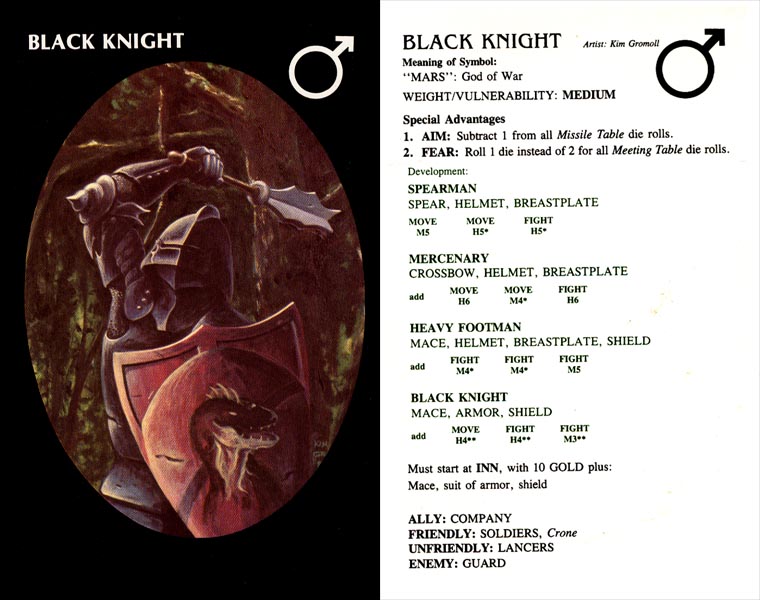 BLACK KNIGHT
BLACK KNIGHT Artist: Kim Gromoll
Meaning of Symbol:
"MARS": God of War
WEIGHT/VULNERABILITY: MEDIUM
Special Advantages
1. AIM: Subtract 1 from all Missile Table die rolls.
2. FEAR: Roll 1 die instead of 2 for all Meeting Table die rolls.
Development:
SPEARMAN
SPEAR, HELMET, BREASTPLATE
MOVE MOVE FIGHT
M5 H5* H5*
MERCENARY
CROSSBOW, HELMET, BREASTPLATE
MOVE MOVE FIGHT
add H6 M4* H6
HEAVY FOOTMAN
MACE, HELMET, BREASTPLATE, SHIELD
FIGHT FIGHT FIGHT
add M4* M4* M5
BLACK KNIGHT
MACE, ARMOR, SHIELD
MOVE FIGHT FIGHT
add H4** H4** M3**
Must start at INN, with 10 GOLD plus:
Mace, suit of armor, shield
ALLY: COMPANY
FRIENDLY: SOLDIERS, Crone
UNFRIENDLY: LANCERS
ENEMY: GUARD